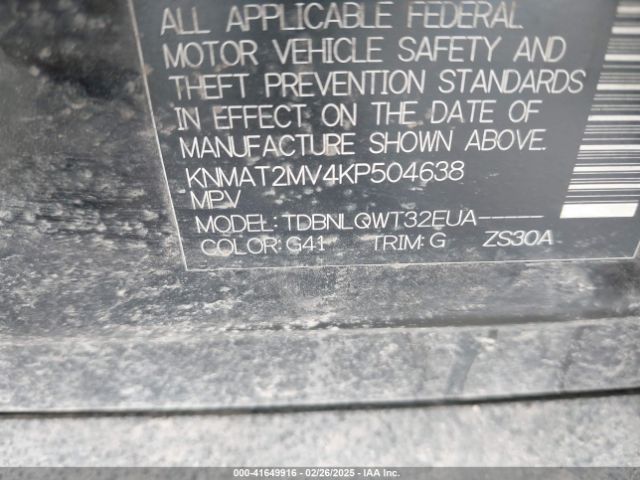 ALL APPLICABLE FEDERAL
MOTOR VEHICLE SAFETY AND
THEFT PREVENTION STANDARDS
IN EFFECT ON THE DATE OF
MANUFACTURE SHOWN ABOVE.
KNMAT2MV4KP504638
MPV
MODEL: TDBNLQWT32EUA-----
COLOR: G41 TRIM: G ZS30A
000-41649916 | 02/26/2025 | IAA Inc.